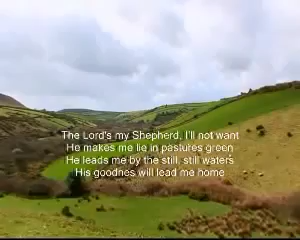 The Lord's my Shepherd, I'll not want
He makes me lie in pastures green
He leads me by the still, still waters
His goodnes will lead me home